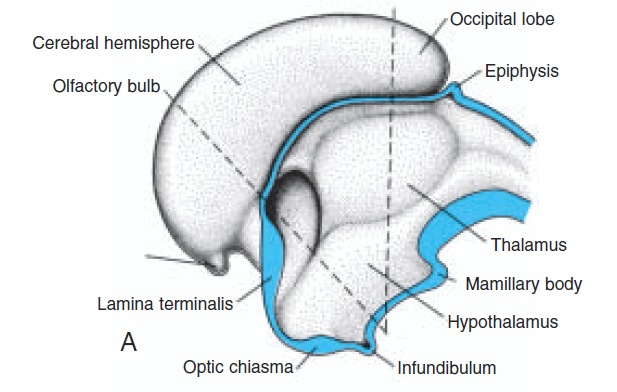 Occipital lobe
Cerebral hemisphere
Epiphysis
Olfactory bulb
Thalamus
Mamillary body
Lamina terminalis
Hypothalamus
A
Optic chiasma
Infundibulum